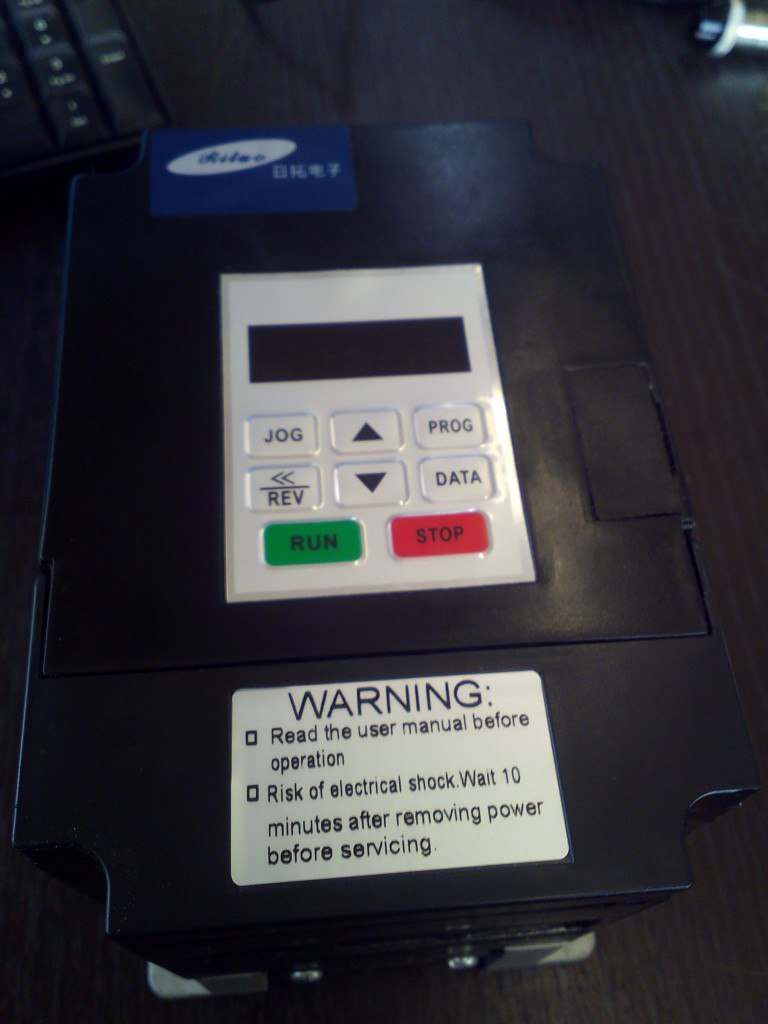 日拓电子
JOG
PROG
<<
REV
DATA
RUN
STOP
WARNING:
Read the user manual before
operation
Risk of electrical shock.Wait 10
minutes after removing power
before servicing.